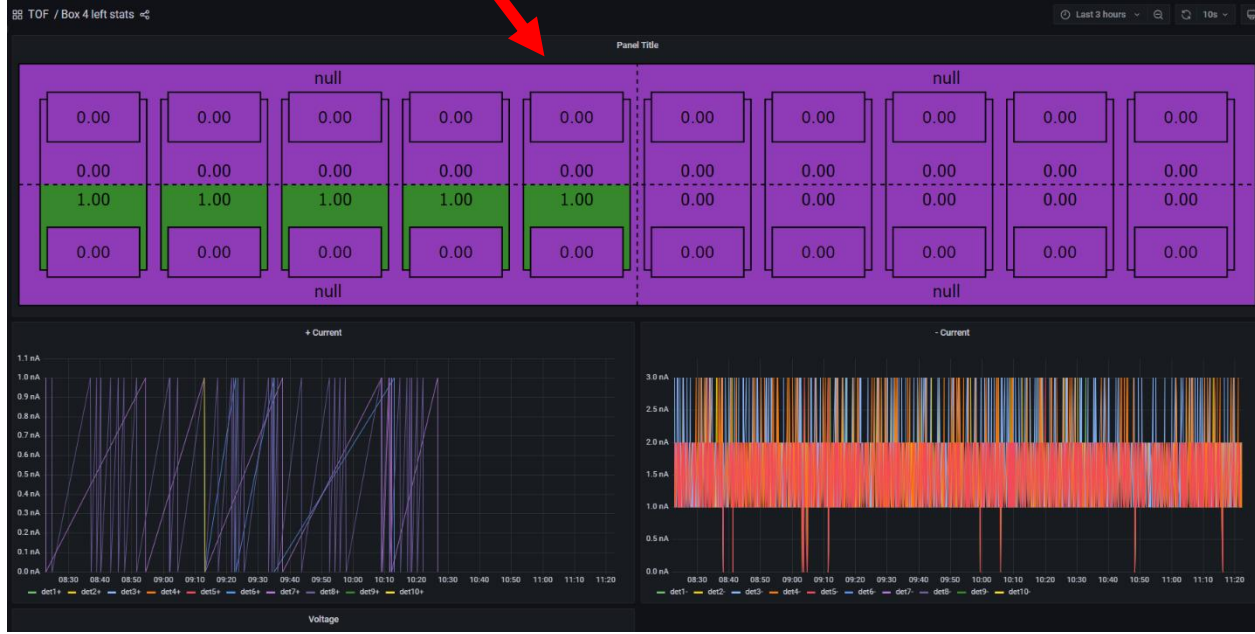 TOF / Box 4 left stats
Last 3 hours
10s
Panel Title
null null
0.00 0.00 0.00 0.00 0.00 0.00 0.00 0.00 0.00 0.00
0.00 0.00 0.00 0.00 0.00 0.00 0.00 0.00 0.00 0.00
1.00 1.00 1.00 1.00 1.00 0.00 0.00 0.00 0.00 0.00
0.00 0.00 0.00 0.00 0.00 0.00 0.00 0.00 0.00 0.00
null null
+ Current
1.1 nA
1.0 nA
0.9 nA
0.8 nA
0.7 nA
0.6 nA
0.5 nA
0.4 nA
0.3 nA
0.2 nA
0.1 nA
0.0 nA
08:30 08:40 08:50 09:00 09:10 09:20 09:30 09:40 09:50 10:00 10:10 10:20 10:30 10:40 10:50 11:00 11:10 11:20
det1+ det2+ det3+ det4+ det5+ det6+ det7+ det8+ det9+ det10+
- Current
3.0 nA
2.5 nA
2.0 nA
1.5 nA
1.0 nA
0.5 nA
0.0 nA
08:30 08:40 08:50 09:00 09:10 09:20 09:30 09:40 09:50 10:00 10:10 10:20 10:30 10:40 10:50 11:00 11:10 11:20
det1- det2- det3- det4- det5- det6- det7- det8- det9- det10-
Voltage